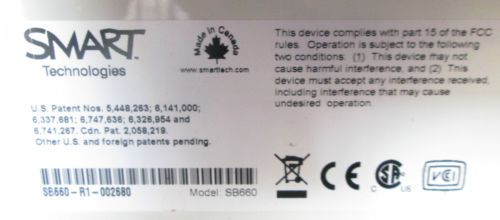 SMART
Technologies
Made In Canada
www.smarttech.com
This device complies with part 15 of the FCC
rules. Operation is subject to the following
two conditions: (1) This device may not
cause harmful interference, and (2) This
device must accept any interference received,
including interference that may cause
undesired operation.
U.S. Patent Nos. 5,448,263; 6,141,000;
6,337,681; 6,747,636; 6,326,954 and
6,741,267. Cdn. Pat. 2,058,219.
Other U.S. and foreign patents pending.
SB660-R1-002680
Model: SB660
CE
C SA US
VCI